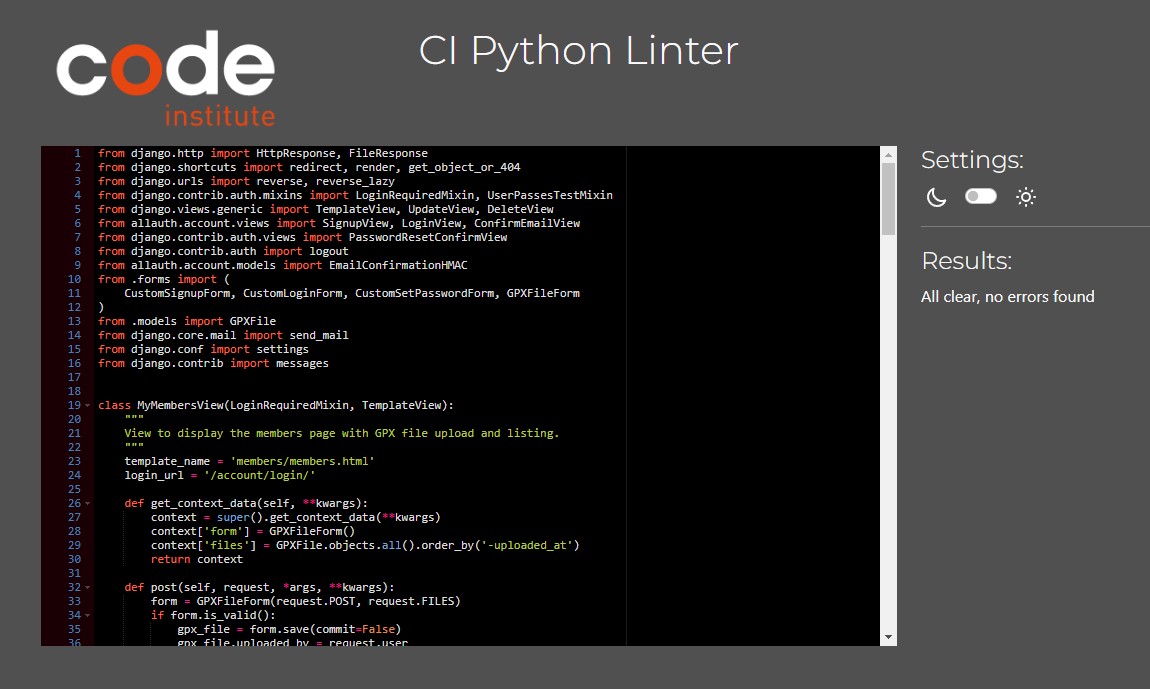 code
institute
CI Python Linter
1 from django.http import HttpResponse, FileResponse
2 from django.shortcuts import redirect, render, get_object_or_404
3 from django.urls import reverse, reverse_lazy
4 from django.contrib.auth.mixins import LoginRequiredMixin, UserPassesTestMixin
5 from django.views.generic import TemplateView, UpdateView, DeleteView
6 from allauth.account.views import SignupView, LoginView, ConfirmEmailView
7 from django.contrib.auth.views import PasswordResetConfirmView
8 from django.contrib.auth import logout
9 from allauth.account.models import EmailConfirmationHMAC
10 from .forms import (
11     CustomSignupForm, CustomLoginForm, CustomSetPasswordForm, GPXFileForm
12 )
13 from .models import GPXFile
14 from django.core.mail import send_mail
15 from django.conf import settings
16 from django.contrib import messages
17
18
19 class MyMembersView(LoginRequiredMixin, TemplateView):
20     """
21     View to display the members page with GPX file upload and listing.
22     """
23     template_name = 'members/members.html'
24     login_url = '/account/login/'
25
26     def get_context_data(self, **kwargs):
27         context = super().get_context_data(**kwargs)
28         context['form'] = GPXFileForm()
29         context['files'] = GPXFile.objects.all().order_by('-uploaded_at')
30         return context
31
32     def post(self, request, *args, **kwargs):
33         form = GPXFileForm(request.POST, request.FILES)
34         if form.is_valid():
35             gpx_file = form.save(commit=False)
36             gpx_file.uploaded_by = request.user
Settings:
Results:
All clear, no errors found